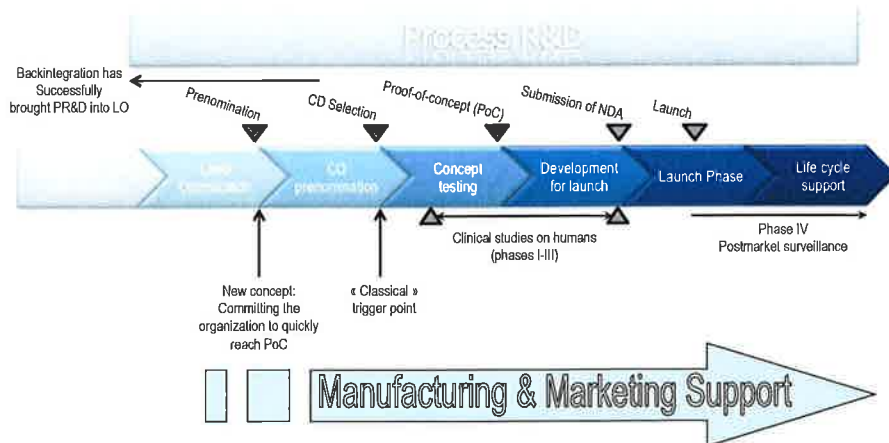 Process R&D
Backintegration has
Successfully
brought PR&D into LO
Prenomination
CD Selection
Proof-of-concept (PoC)
Submission of NDA
Launch
Lead
CD
prenomination
Concept
testing
Development
for launch
Launch Phase
Life cycle
support
Clinical studies on humans
(phases I-III)
Phase IV
Postmarket surveillance
New concept:
Committing the
organization to quickly
reach PoC
« Classical »
trigger point
Manufacturing & Marketing Support